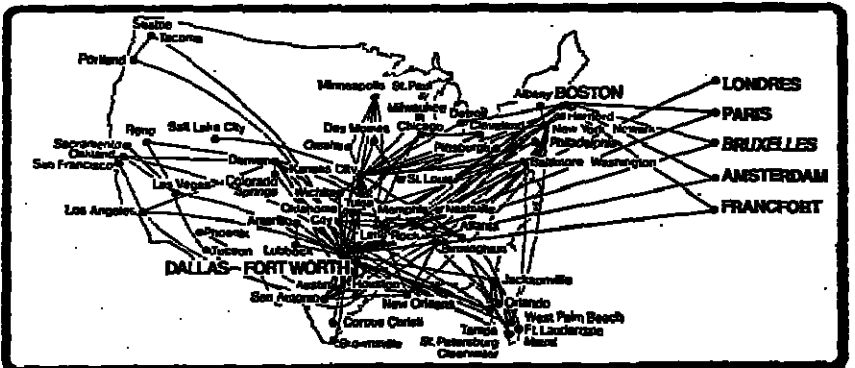 Seattle
Tacoma
Portland
Minneapolis St. Paul
&
Milwaukee
Detroit
Albany BOSTON
LONDRES
Hartford
PARIS
Reno
Salt Lake City
Des Moines
Chicago
Cleveland
New York Newark
Sacramento
Omaha
Pittsburgh
Philadelphia
BRUXELLES
Oakland
San Francisco
Denver
Kansas City
Baltimore Washington
Las Vegas
Colorado
Springs
Wichita
St. Louis
AMSTERDAM
Los Angeles
Oklahoma
City
Tulsa
Memphis
Nashville
FRANCFORT
Amarillo
Little Rock
Atlanta
Phoenix
Tucson
Lubbock
Birmingham
DALLAS-FORT WORTH
Austin
Houston
Jacksonville
San Antonio
New Orleans
Orlando
Corpus Christi
West Palm Beach
Tampa
Ft. Lauderdale
Brownsville
St. Petersburg
Miami
Clearwater